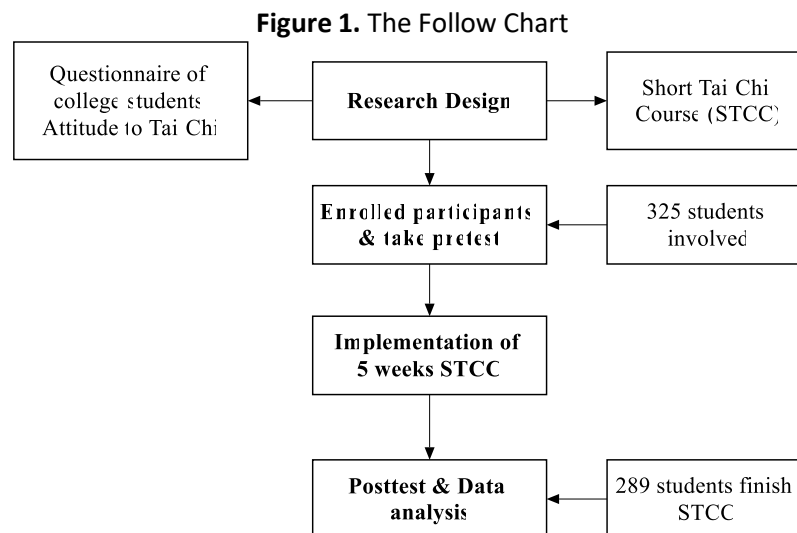 Figure 1. The Follow Chart
Questionnaire of
college students
Attitude to Tai Chi
Research Design
Short Tai Chi
Course (STCC)
Enrolled participants
& take pretest
325 students
involved
Implementation of
5 weeks STCC
Posttest & Data
analysis
289 students finish
STCC